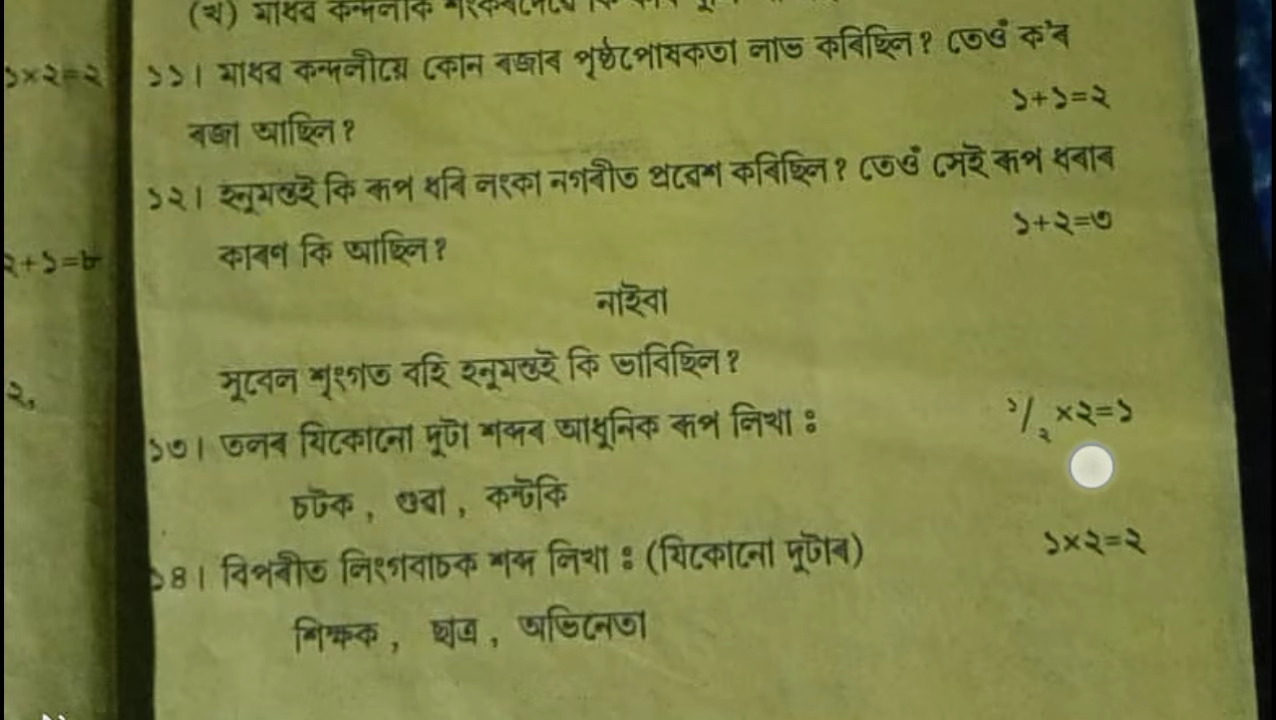 (খ) মাধৱ কন্দলীক
১×২=২
১১। মাধৱ কন্দলীয়ে কোন ৰজাৰ পৃষ্ঠপোষকতা লাভ কৰিছিল? তেওঁ ক'ৰ
ৰজা আছিল? ১+১=২
১২। হনুমন্তই কি ৰূপ ধৰি লংকা নগৰীত প্ৰৱেশ কৰিছিল? তেওঁ সেই ৰূপ ধৰাৰ
কাৰণ কি আছিল? ১+২=৩
২+১=৮
নাইবা
সুবেল শৃংগত বহি হনুমন্তই কি ভাবিছিল?
২,
১৩। তলৰ যিকোনো দুটা শব্দৰ আধুনিক ৰূপ লিখা : ১/২ ×২=১
চটক , গুৱা , কন্টকি
১৪। বিপৰীত লিংগবাচক শব্দ লিখা : (যিকোনো দুটাৰ) ১×২=২
শিক্ষক , ছাত্ৰ , অভিনেতা